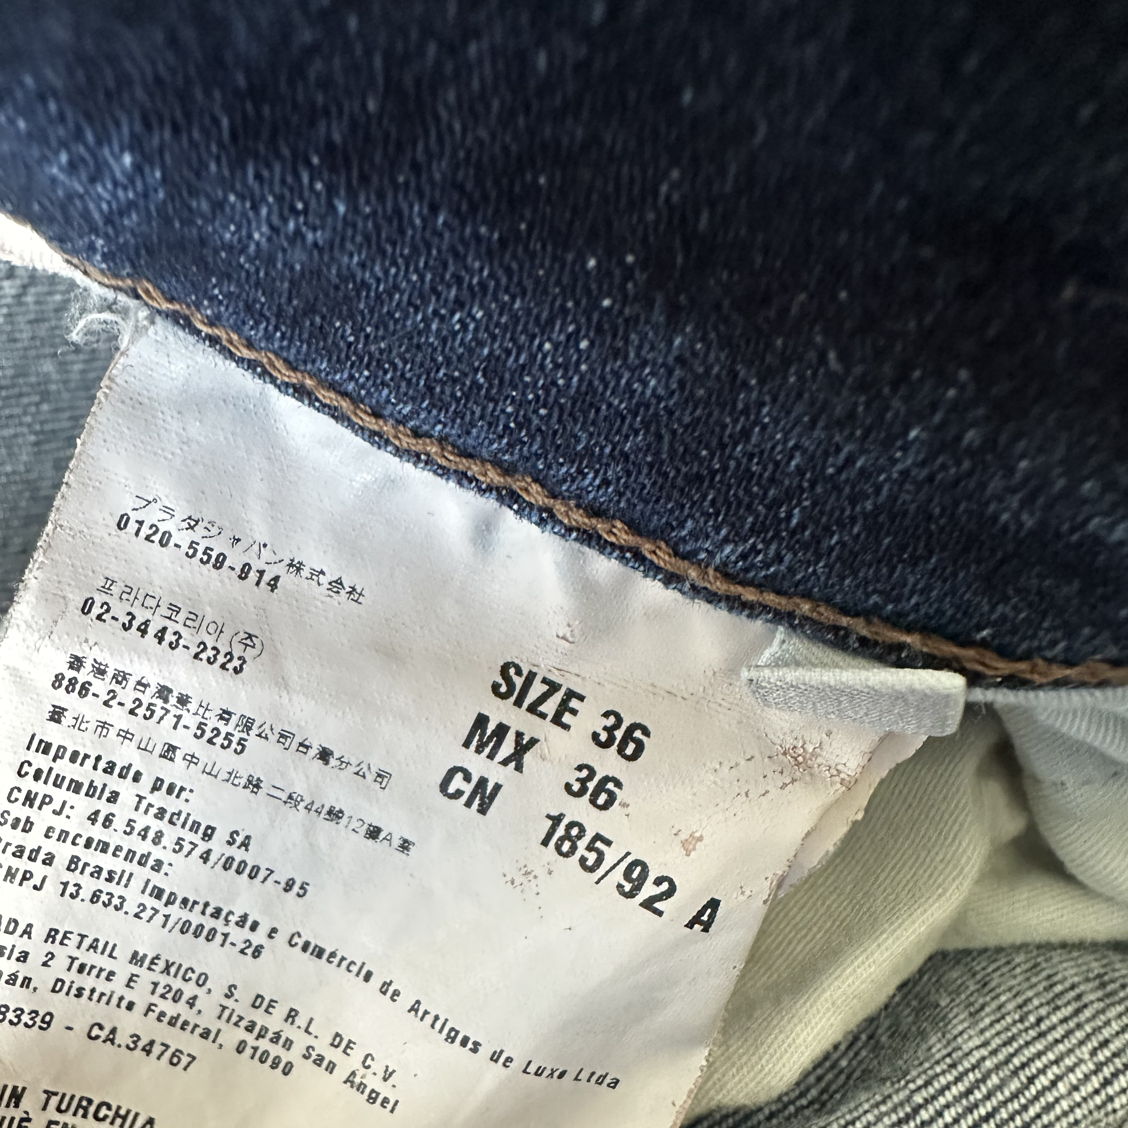 プラダジャパン株式会社
0120-559-914
프라다코리아(주)
02-3443-2323
香港商台灣蓽比有限公司台灣分公司
886-2-2571-5255
臺北市中山區中山北路二段44號12樓A室
Importado por:
Columbia Trading SA
CNPJ: 46.548.574/0007-95
Sob encomenda:
rada Brasil Importação e Comércio de Artigos de Luxo Ltda
NPJ 13.633.271/0001-26
ADA RETAIL MÉXICO, S. DE R.L. DE C.V.
sia 2 Torre E 1204, Tizapán San Ángel
án, Distrito Federal, 01090
8339 - CA.34767
IN TURCHIA
SIZE 36
MX 36
CN 185/92 A